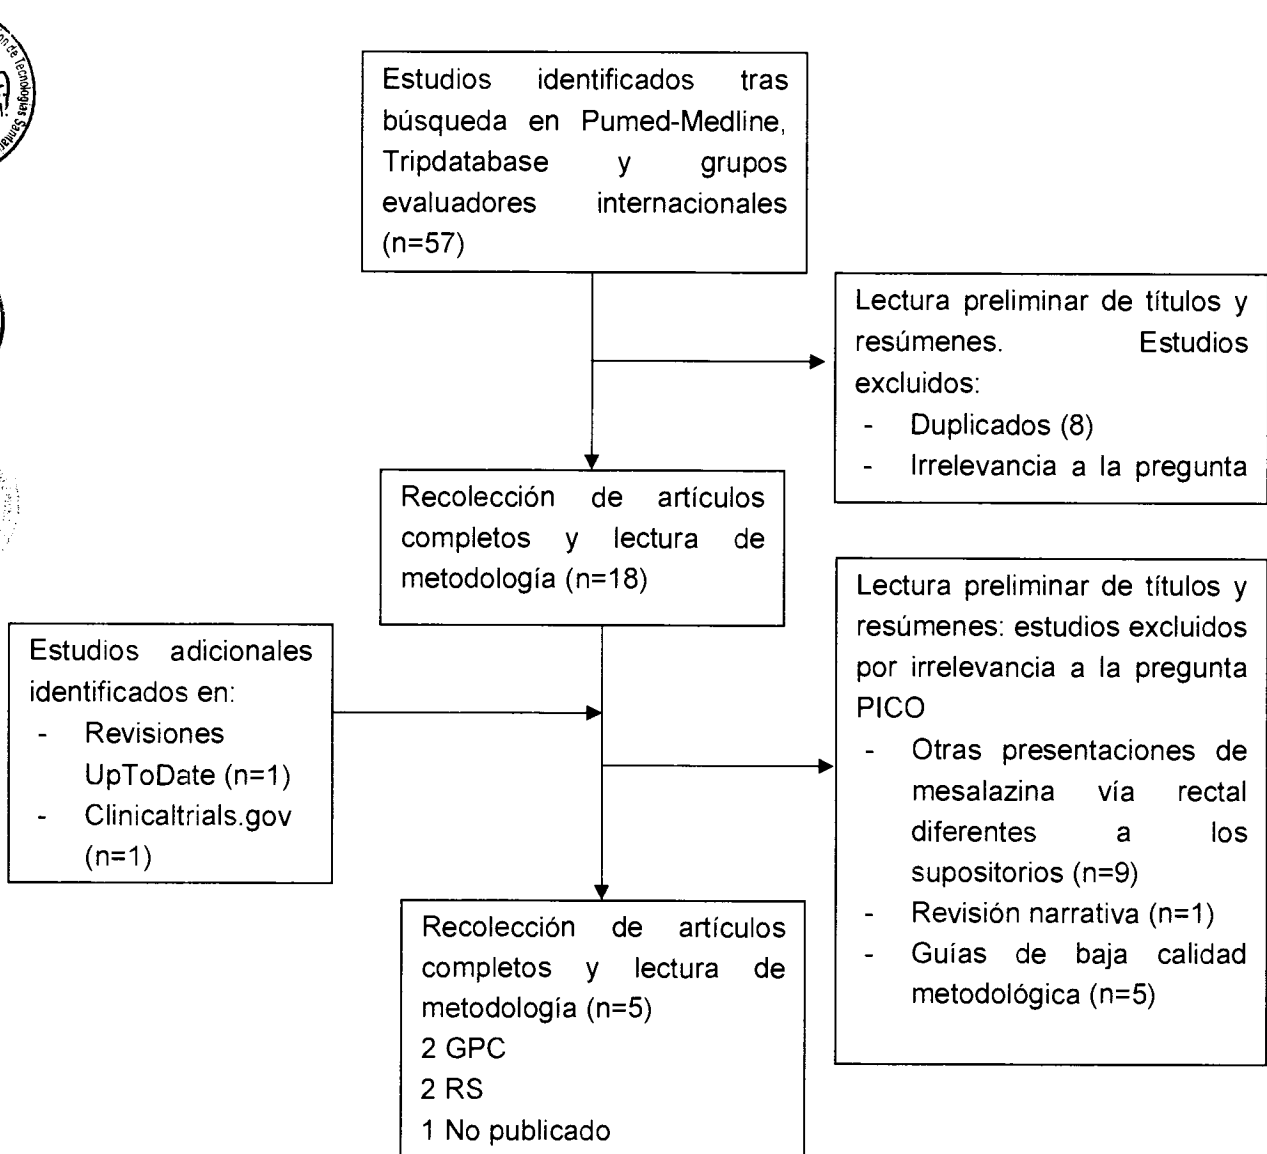 ion de Tecnologías Sanitar
Estudios identificados tras
búsqueda en Pumed-Medline,
Tripdatabase y grupos
evaluadores internacionales
(n=57)
Lectura preliminar de títulos y
resúmenes. Estudios
excluidos:
- Duplicados (8)
- Irrelevancia a la pregunta
Recolección de artículos
completos y lectura de
metodología (n=18)
Lectura preliminar de títulos y
resúmenes: estudios excluidos
por irrelevancia a la pregunta
PICO
- Otras presentaciones de
mesalazina vía rectal
diferentes a los
supositorios (n=9)
- Revisión narrativa (n=1)
- Guías de baja calidad
metodológica (n=5)
Estudios adicionales
identificados en:
- Revisiones
UpToDate (n=1)
- Clinicaltrials.gov
(n=1)
Recolección de artículos
completos y lectura de
metodología (n=5)
2 GPC
2 RS
1 No publicado